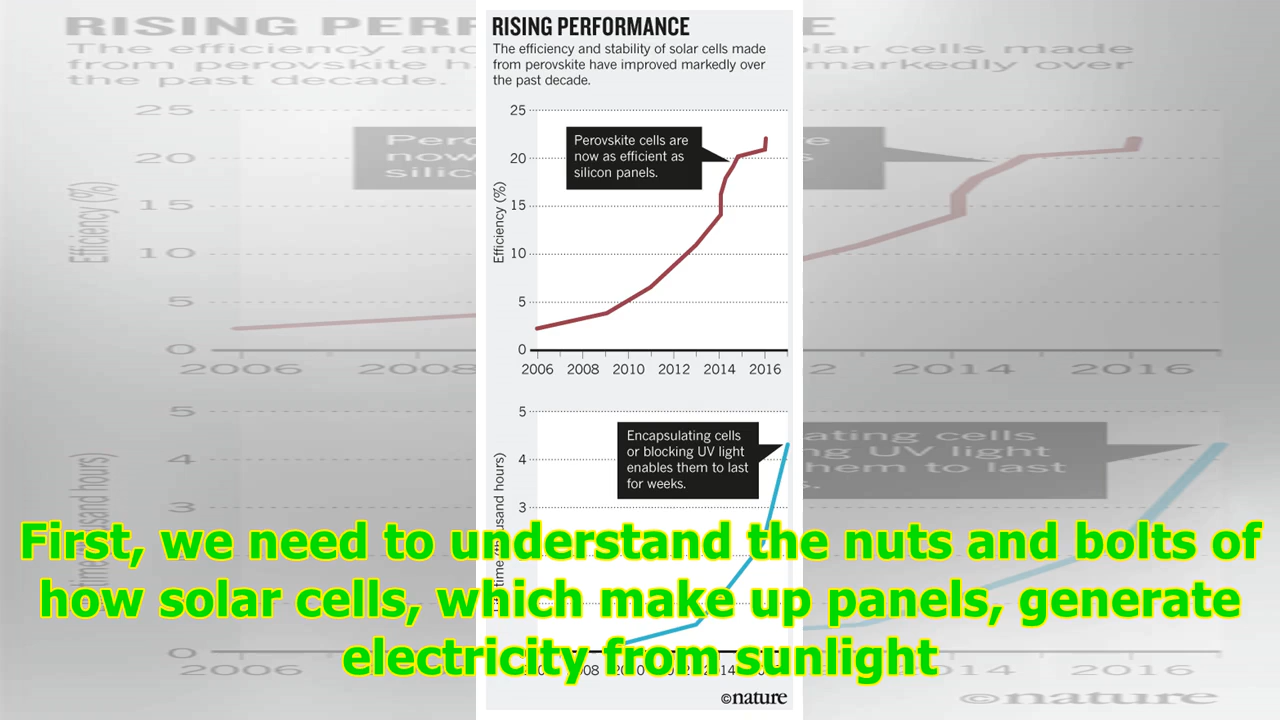 RISING PERFORMANCE
The efficiency and stability of solar cells made
from perovskite have improved markedly over
the past decade.
25
Perovskite cells are
now as efficient as
silicon panels.
20
15
10
5
0
Efficiency (%)
2006 2008 2010 2012 2014 2016
5
Encapsulating cells
or blocking UV light
enables them to last
for weeks.
4
3
First, we need to understand the nuts and bolts of
how solar cells, which make up panels, generate
electricity from sunlight
©nature